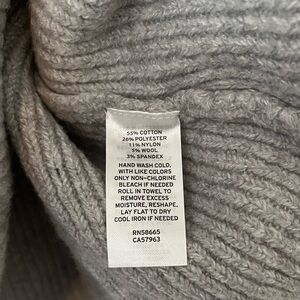 55% COTTON
26% POLYESTER
11% NYLON
5% WOOL
3% SPANDEX
HAND WASH COLD,
WITH LIKE COLORS
ONLY NON-CHLORINE
BLEACH IF NEEDED
ROLL IN TOWEL TO
REMOVE EXCESS
MOISTURE, RESHAPE,
LAY FLAT TO DRY
COOL IRON IF NEEDED
RN58665
CA57963